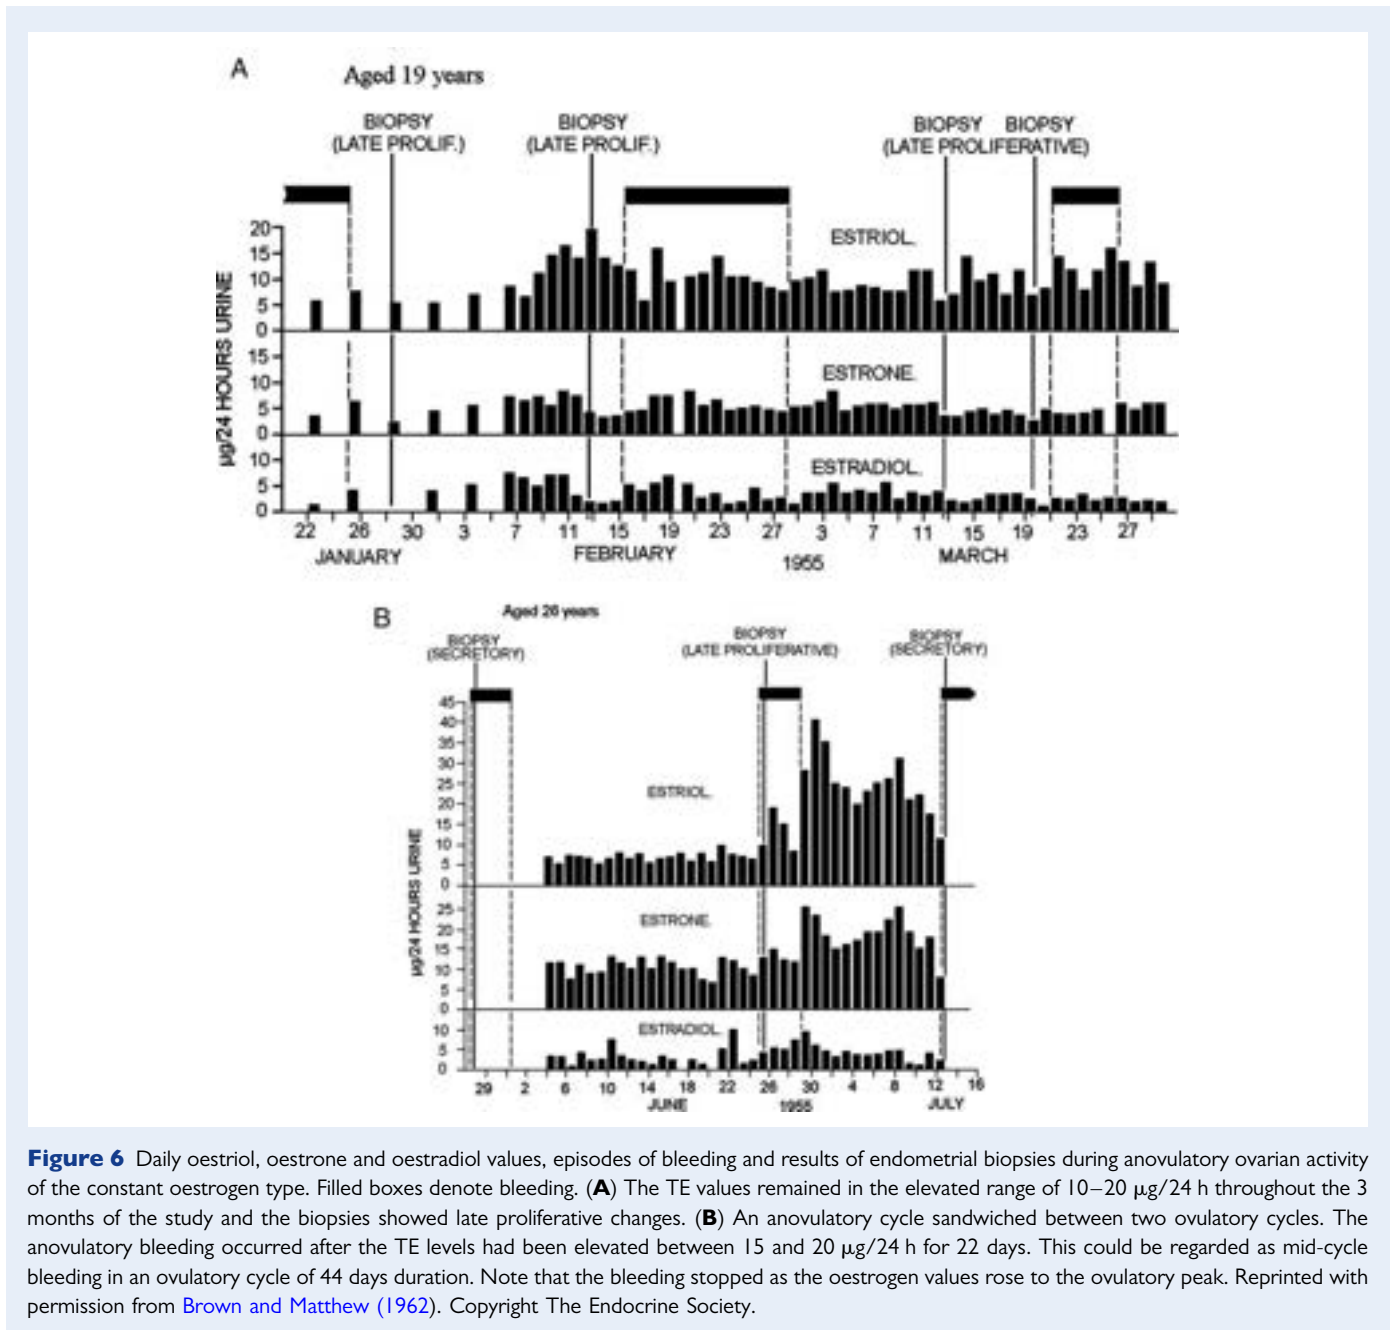 A
Aged 19 years
BIOPSY BIOPSY BIOPSY BIOPSY
(LATE PROLIF.) (LATE PROLIF.) (LATE PROLIFERATIVE)
20
ESTRIOL.
15
10
5
0
15
ESTRONE.
10
5
0
10
ESTRADIOL.
5
0
µg/24 HOURS URINE
22 26 30 3 7 11 15 19 23 27 3 7 11 15 19 23 27
JANUARY FEBRUARY 1955 MARCH
B
Aged 26 years
BIOPSY BIOPSY BIOPSY
(SECRETORY) (LATE PROLIFERATIVE) (SECRETORY)
45
40
35
30
25
ESTRIOL.
20
15
10
5
0
25
ESTRONE.
20
15
10
5
0
10
ESTRADIOL.
5
0
µg/24 HOURS URINE
29 2 6 10 14 18 22 26 30 4 8 12 16
JUNE 1955 JULY
Figure 6 Daily oestriol, oestrone and oestradiol values, episodes of bleeding and results of endometrial biopsies during anovulatory ovarian activity
of the constant oestrogen type. Filled boxes denote bleeding. (A) The TE values remained in the elevated range of 10–20 µg/24 h throughout the 3
months of the study and the biopsies showed late proliferative changes. (B) An anovulatory cycle sandwiched between two ovulatory cycles. The
anovulatory bleeding occurred after the TE levels had been elevated between 15 and 20 µg/24 h for 22 days. This could be regarded as mid-cycle
bleeding in an ovulatory cycle of 44 days duration. Note that the bleeding stopped as the oestrogen values rose to the ovulatory peak. Reprinted with
permission from Brown and Matthew (1962). Copyright The Endocrine Society.